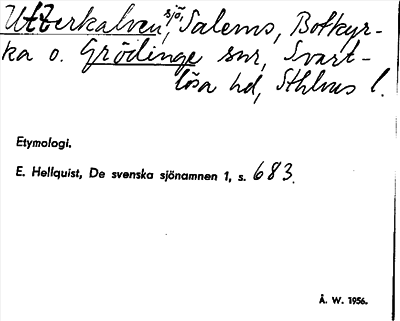 Utterkalven, sjö, Salems, Botkyr-
ka o. Grödinge snr, Svart-
lösa hd, Sthlms l.
Etymologi.
E. Hellquist, De svenska sjönamnen 1, s. 683.
Å. W. 1956.